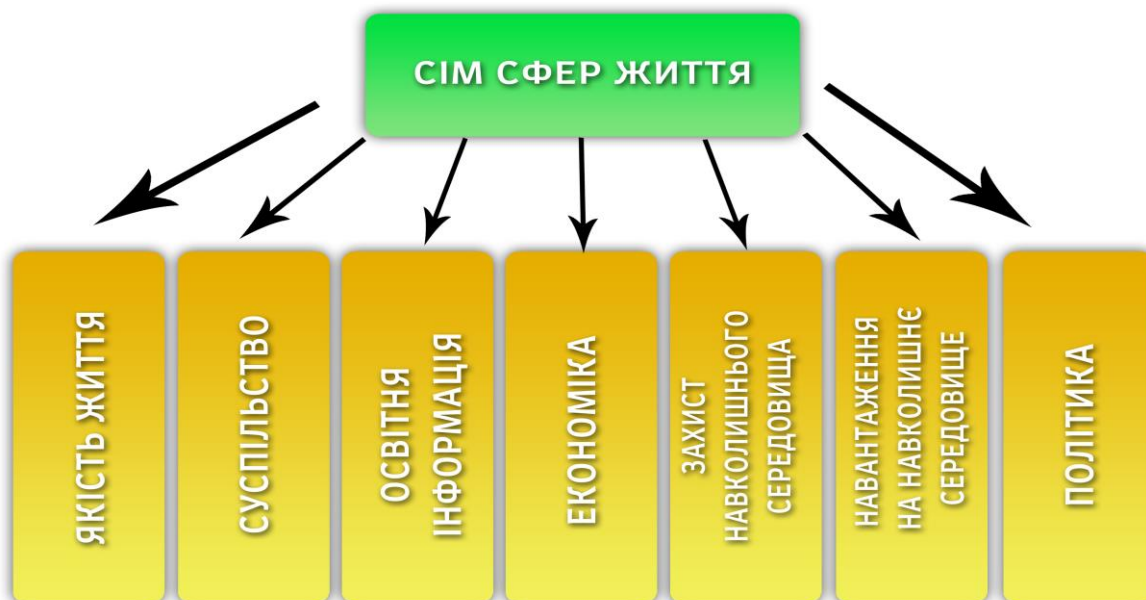 СІМ СФЕР ЖИТТЯ
ЯКІСТЬ ЖИТТЯ
СУСПІЛЬСТВО
ОСВІТНЯ
ІНФОРМАЦІЯ
ЕКОНОМІКА
ЗАХИСТ
НАВКОЛИШНЬОГО
СЕРЕДОВИЩА
НАВАНТАЖЕННЯ
НА НАВКОЛИШНЄ
СЕРЕДОВИЩЕ
ПОЛІТИКА